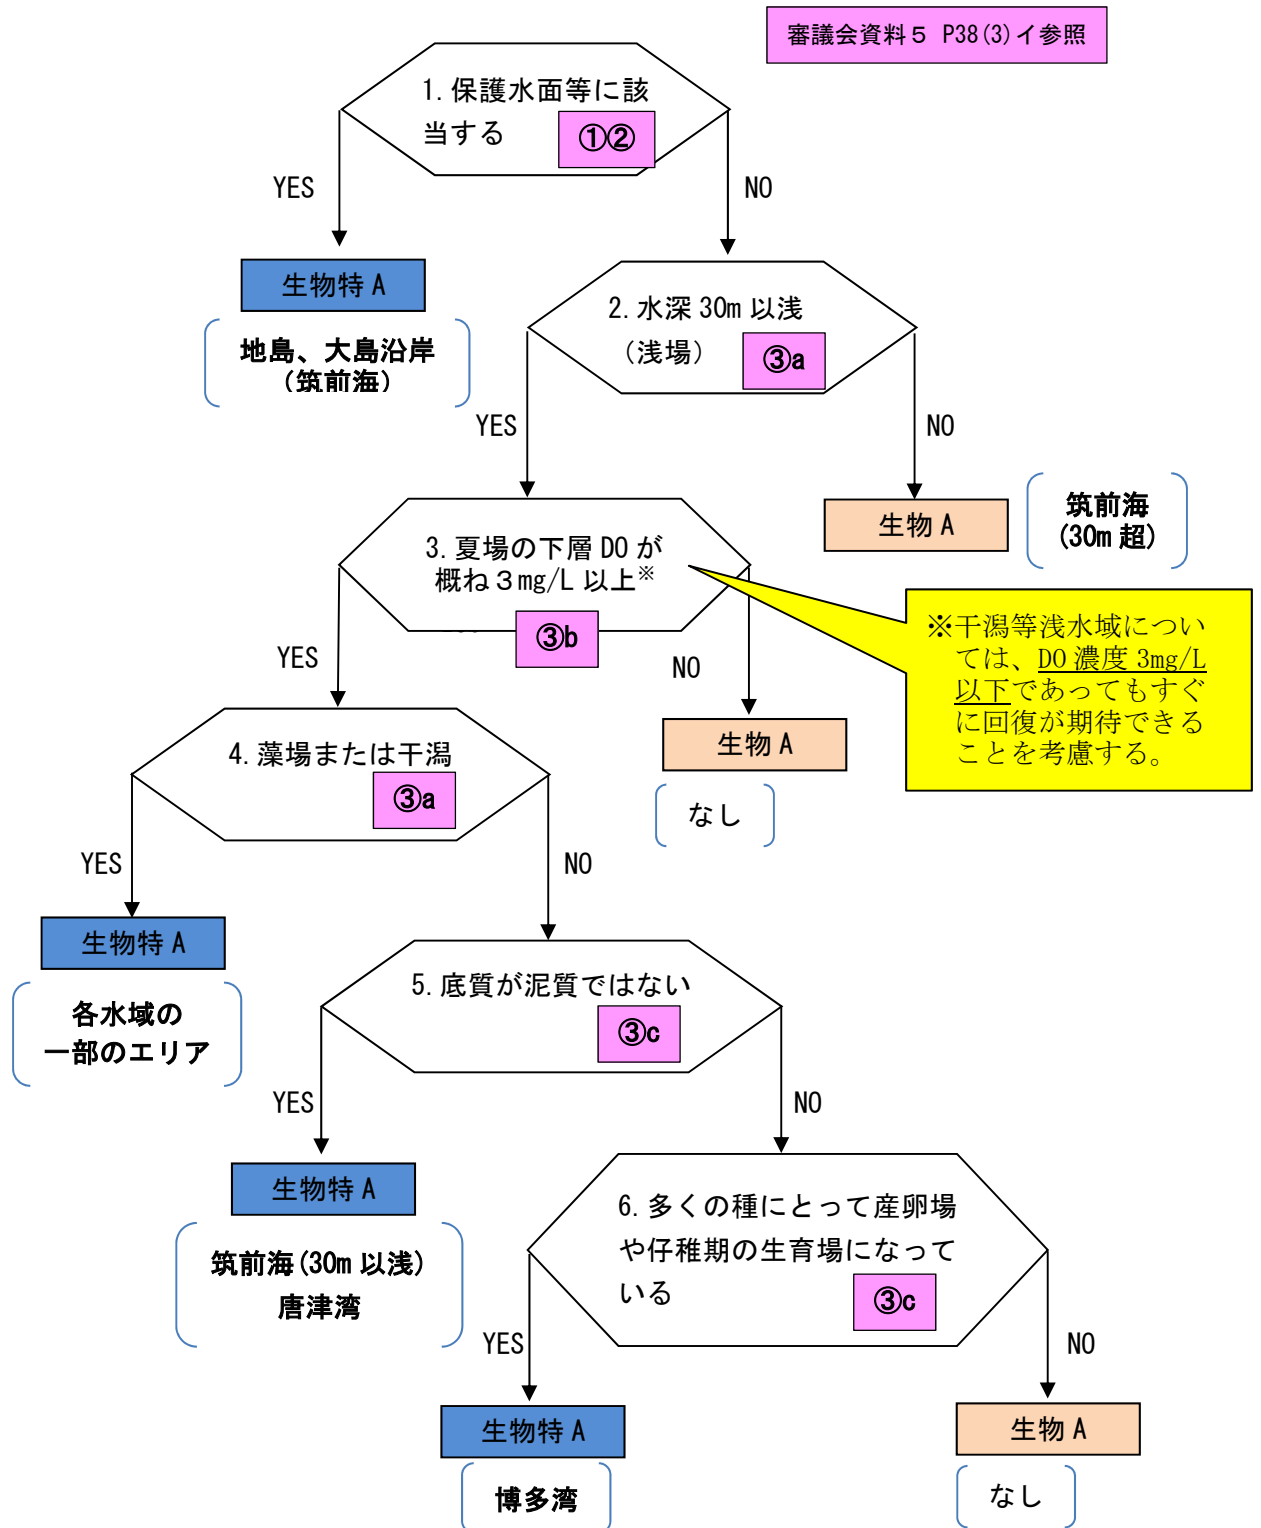 審議会資料５ P38(3)イ参照
1.保護水面等に該
当する
①②
YES
NO
生物特 A
地島、大島沿岸
（筑前海）
2.水深 30m 以浅
（浅場）
③a
YES
NO
生物 A
筑前海
(30m 超)
3.夏場の下層 DO が
概ね３mg/L 以上※
③b
YES
NO
※干潟等浅水域につい
ては、DO 濃度 3mg/L
以下であってもすぐ
に回復が期待できる
ことを考慮する。
生物 A
なし
4.藻場または干潟
③a
YES
NO
生物特 A
各水域の
一部のエリア
5.底質が泥質ではない
③c
YES
NO
生物特 A
筑前海(30m 以浅)
唐津湾
6.多くの種にとって産卵場
や仔稚期の生育場になって
いる
③c
YES
NO
生物特 A
博多湾
生物 A
なし